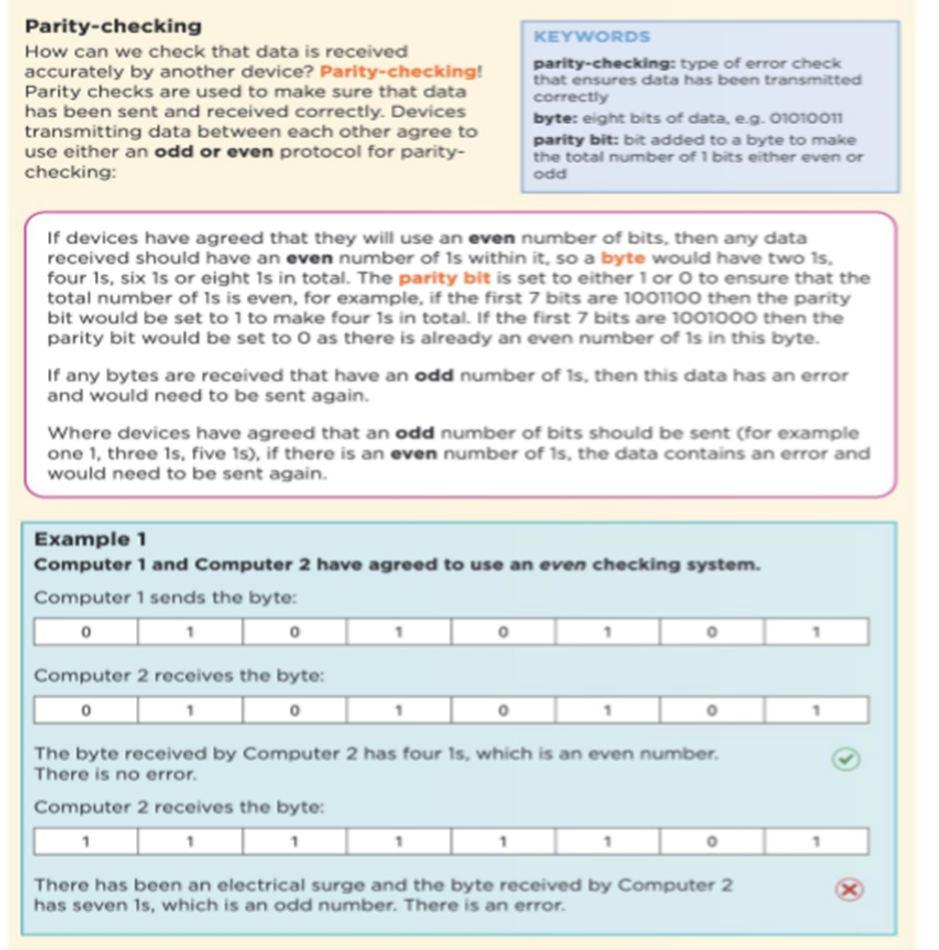 Parity-checking
How can we check that data is received
accurately by another device? Parity-checking!
Parity checks are used to make sure that data
has been sent and received correctly. Devices
transmitting data between each other agree to
use either an odd or even protocol for parity-
checking:
KEYWORDS
parity-checking: type of error check
that ensures data has been transmitted
correctly
byte: eight bits of data, e.g. 01010011
parity bit: bit added to a byte to make
the total number of 1 bits either even or
odd
If devices have agreed that they will use an even number of bits, then any data
received should have an even number of 1s within it, so a byte would have two 1s,
four 1s, six 1s or eight 1s in total. The parity bit is set to either 1 or 0 to ensure that the
total number of 1s is even, for example, if the first 7 bits are 1001100 then the parity
bit would be set to 1 to make four 1s in total. If the first 7 bits are 1001000 then the
parity bit would be set to 0 as there is already an even number of 1s in this byte.
If any bytes are received that have an odd number of 1s, then this data has an error
and would need to be sent again.
Where devices have agreed that an odd number of bits should be sent (for example
one 1, three 1s, five 1s), if there is an even number of 1s, the data contains an error and
would need to be sent again.
Example 1
Computer 1 and Computer 2 have agreed to use an even checking system.
Computer 1 sends the byte:
0 1 0 1 0 1 0 1
Computer 2 receives the byte:
0 1 0 1 0 1 0 1
The byte received by Computer 2 has four 1s, which is an even number.
There is no error.
Computer 2 receives the byte:
1 1 1 1 1 1 0 1
There has been an electrical surge and the byte received by Computer 2
has seven 1s, which is an odd number. There is an error.